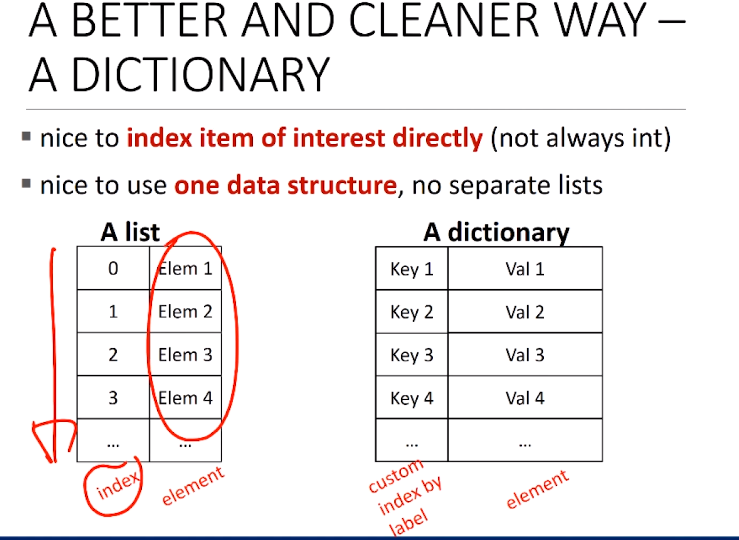 A BETTER AND CLEANER WAY –
A DICTIONARY
▪ nice to index item of interest directly (not always int)
▪ nice to use one data structure, no separate lists
A list
0 Elem 1
1 Elem 2
2 Elem 3
3 Elem 4
... ...
index element
A dictionary
Key 1 Val 1
Key 2 Val 2
Key 3 Val 3
Key 4 Val 4
... ...
custom
index by
label
element